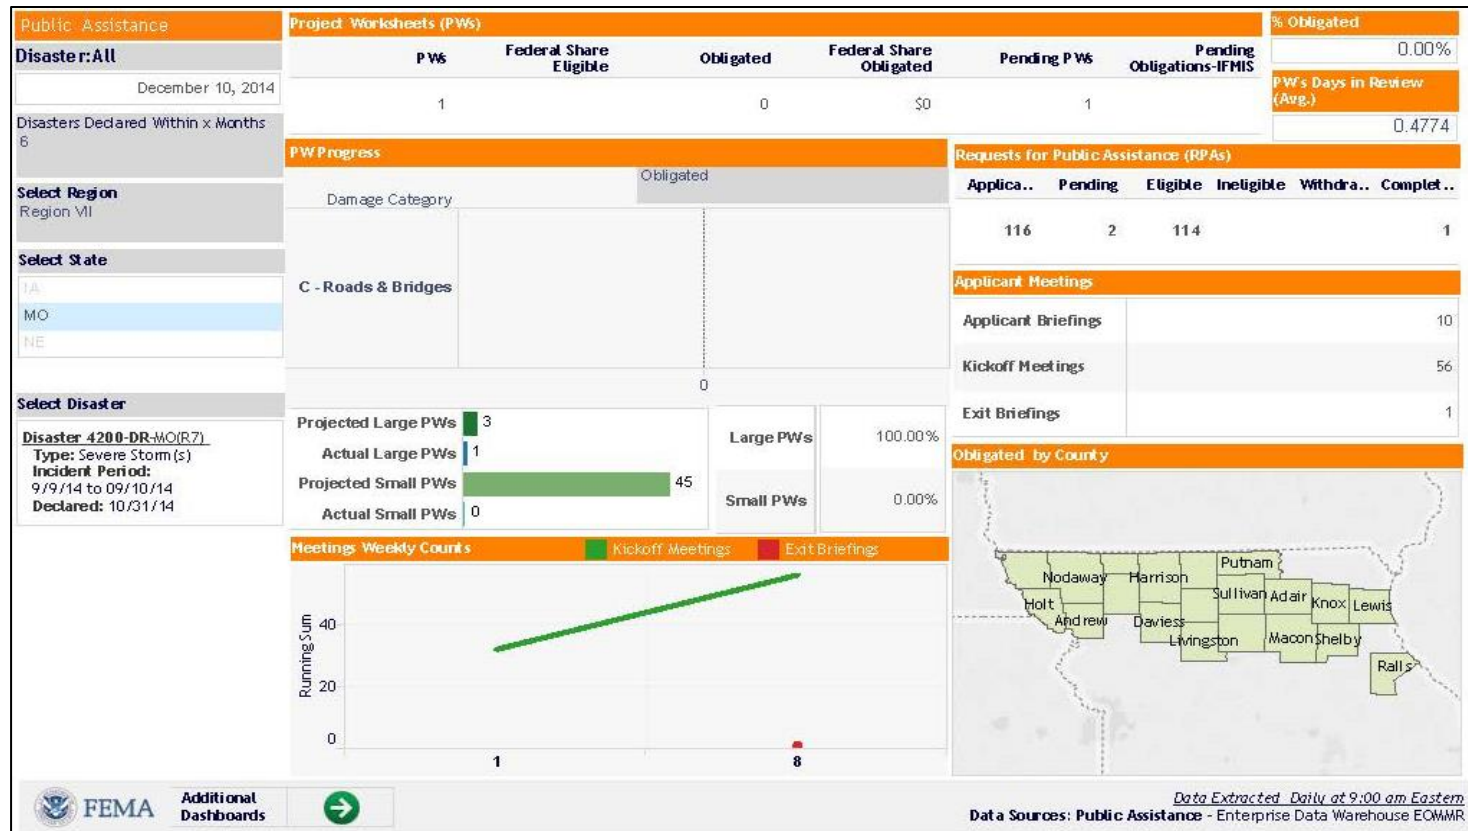 Public Assistance
Disaster:All
December 10, 2014
Disasters Declared Within x Months
6
Select Region
Region VII
Select State
IA
MO
NE
Select Disaster
Disaster 4200-DR-MO(R7)
Type: Severe Storm(s)
Incident Period:
9/9/14 to 09/10/14
Declared: 10/31/14
Project Worksheets (PWs)
PWs Federal Share Eligible Obligated Federal Share Obligated Pending PWs Pending Obligations-IFMIS
1 0 $0 1
% Obligated
0.00%
PW's Days in Review
(Avg.)
0.4774
PW Progress
Obligated
Damage Category
C - Roads & Bridges
0
Projected Large PWs 3
Actual Large PWs 1
Projected Small PWs 45
Actual Small PWs 0
Large PWs 100.00%
Small PWs 0.00%
Meetings Weekly Counts Kickoff Meetings Exit Briefings
Running Sum
40
20
0
1 8
Requests for Public Assistance (RPAs)
Applica.. Pending Eligible Ineligible Withdra.. Complet..
116 2 114 1
Applicant Meetings
Applicant Briefings 10
Kickoff Meetings 56
Exit Briefings 1
Obligated by County
Putnam
Nodaway Harrison
Sullivan Adair Knox Lewis
Holt
Andrew Daviess
Livingston Macon Shelby
Ralls
FEMA
Additional
Dashboards
Data Extracted Daily at 9:00 am Eastern
Data Sources: Public Assistance - Enterprise Data Warehouse EOMMR